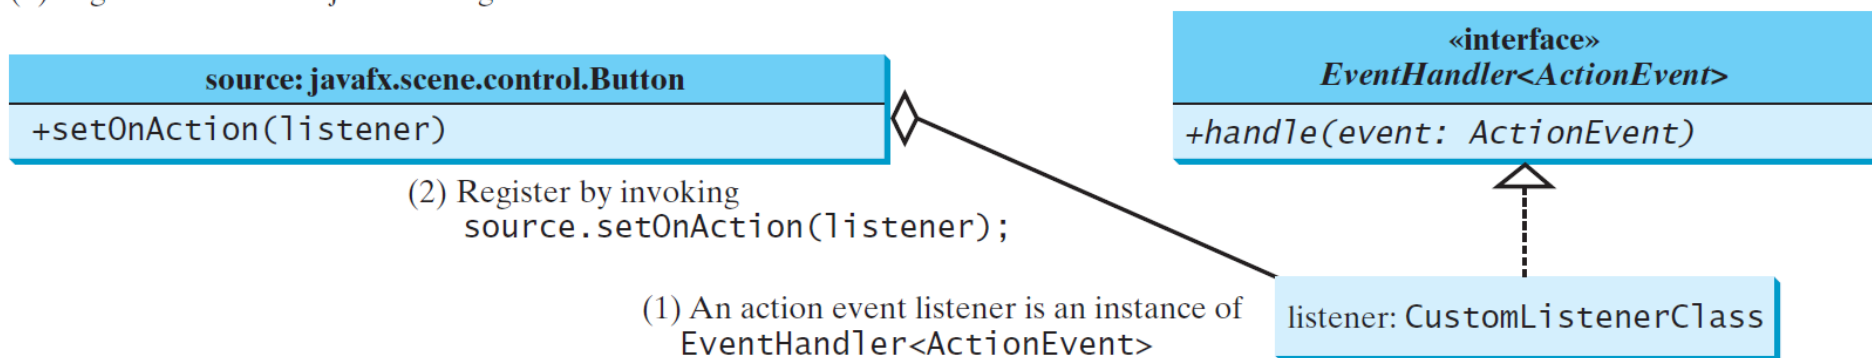 source: javafx.scene.control.Button
+setOnAction(listener)
«interface»
EventHandler<ActionEvent>
+handle(event: ActionEvent)
(2) Register by invoking
source.setOnAction(listener);
(1) An action event listener is an instance of
EventHandler<ActionEvent>
listener: CustomListenerClass